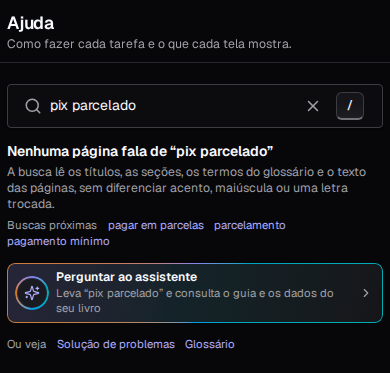 Ajuda
Como fazer cada tarefa e o que cada tela mostra.
pix parcelado
/
Nenhuma página fala de “pix parcelado”
A busca lê os títulos, as seções, os termos do glossário e o texto
das páginas, sem diferenciar acento, maiúscula ou uma letra
trocada.
Buscas próximas pagar em parcelas parcelamento
pagamento mínimo
Perguntar ao assistente
Leva “pix parcelado” e consulta o guia e os dados do
seu livro
Ou veja Solução de problemas Glossário